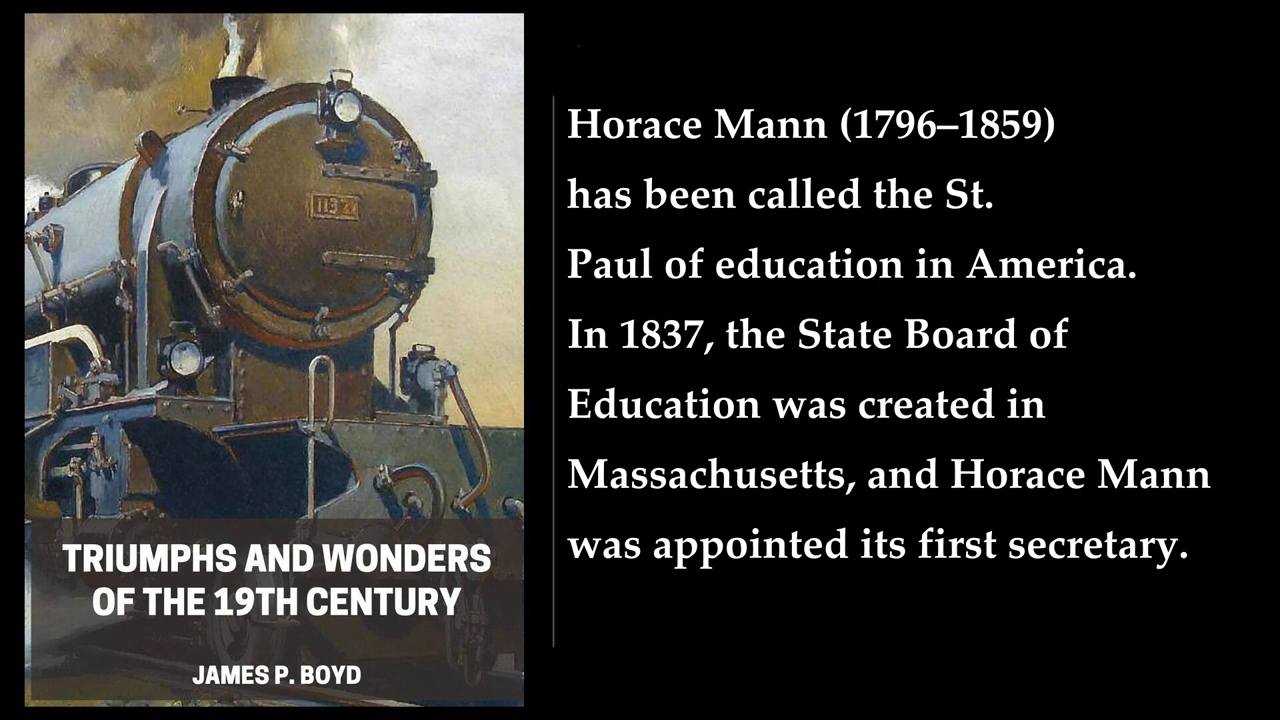 TRIUMPHS AND WONDERS
OF THE 19TH CENTURY
JAMES P. BOYD
Horace Mann (1796–1859)
has been called the St.
Paul of education in America.
In 1837, the State Board of
Education was created in
Massachusetts, and Horace Mann
was appointed its first secretary.